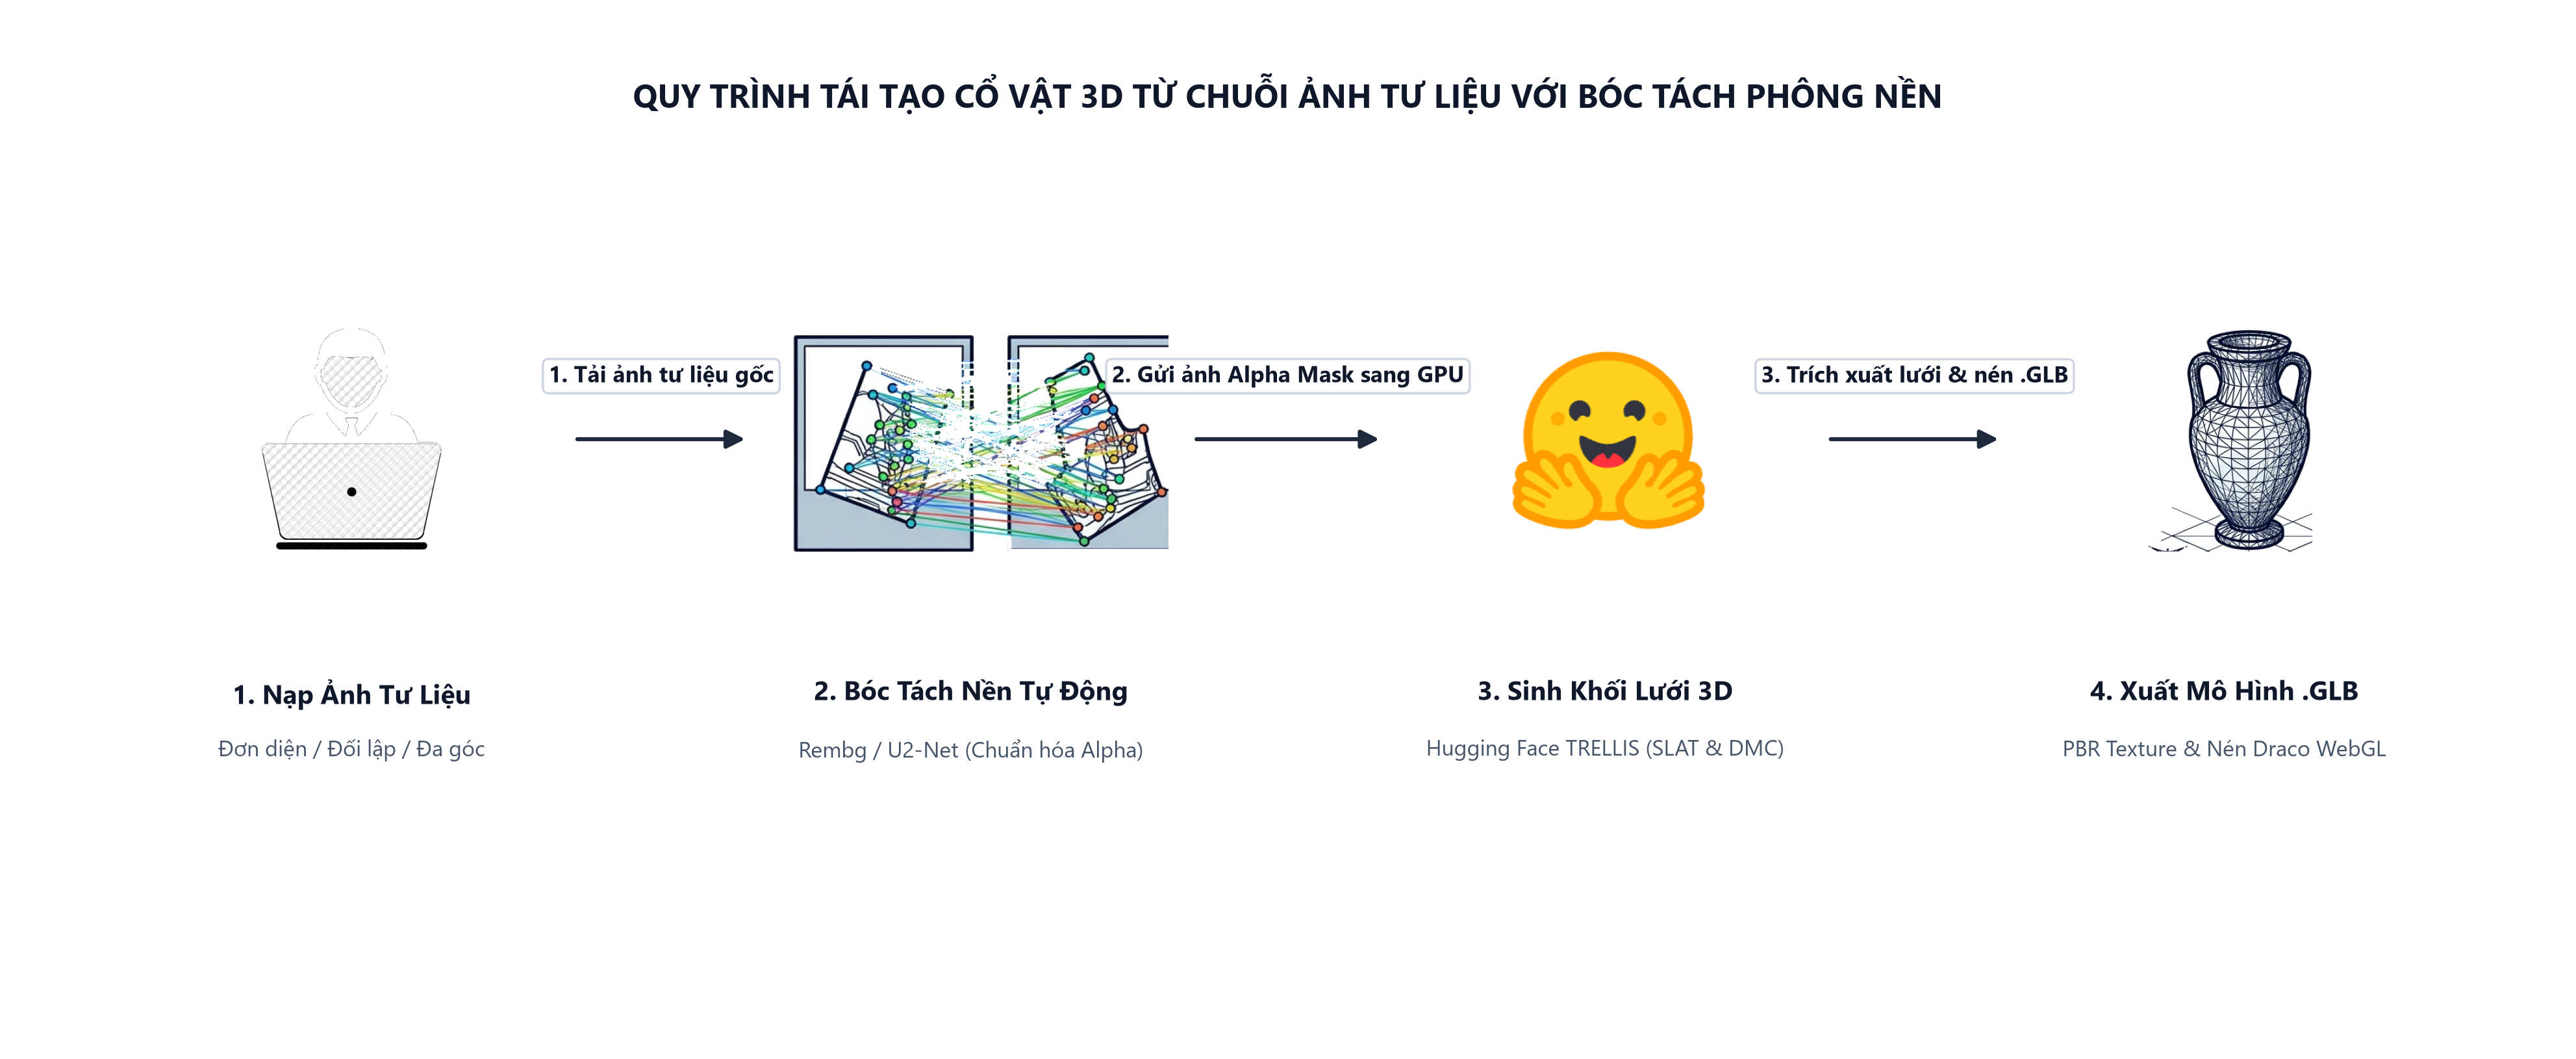 QUY TRÌNH TÁI TẠO CỔ VẬT 3D TỪ CHUỖI ẢNH TƯ LIỆU VỚI BÓC TÁCH PHÔNG NỀN
1. Tải ảnh tư liệu gốc
2. Gửi ảnh Alpha Mask sang GPU
3. Trích xuất lưới & nén .GLB
1. Nạp Ảnh Tư Liệu
Đơn diện / Đối lập / Đa góc
2. Bóc Tách Nền Tự Động
Rembg / U2-Net (Chuẩn hóa Alpha)
3. Sinh Khối Lưới 3D
Hugging Face TRELLIS (SLAT & DMC)
4. Xuất Mô Hình .GLB
PBR Texture & Nén Draco WebGL